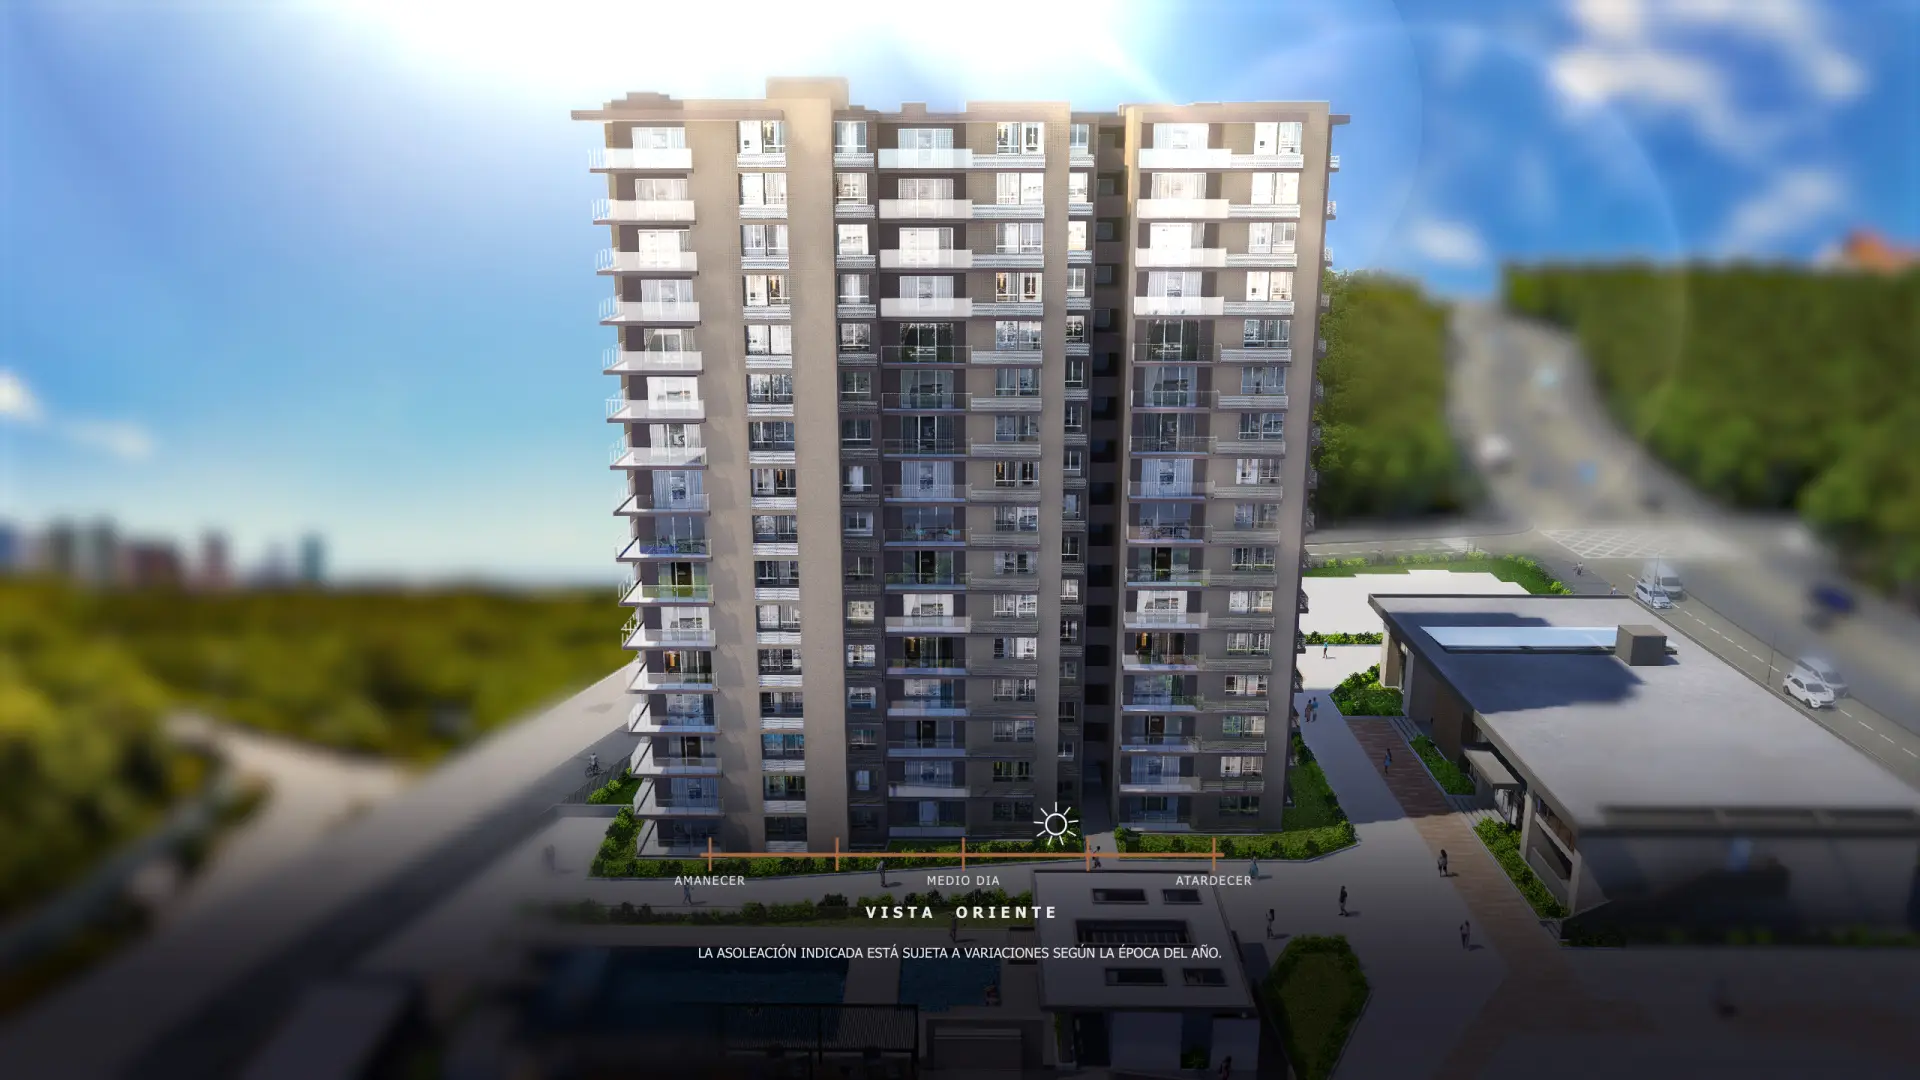 AMANECER MEDIO DIA ATARDECER
VISTA ORIENTE
LA ASOLEACIÓN INDICADA ESTÁ SUJETA A VARIACIONES SEGÚN LA ÉPOCA DEL AÑO.